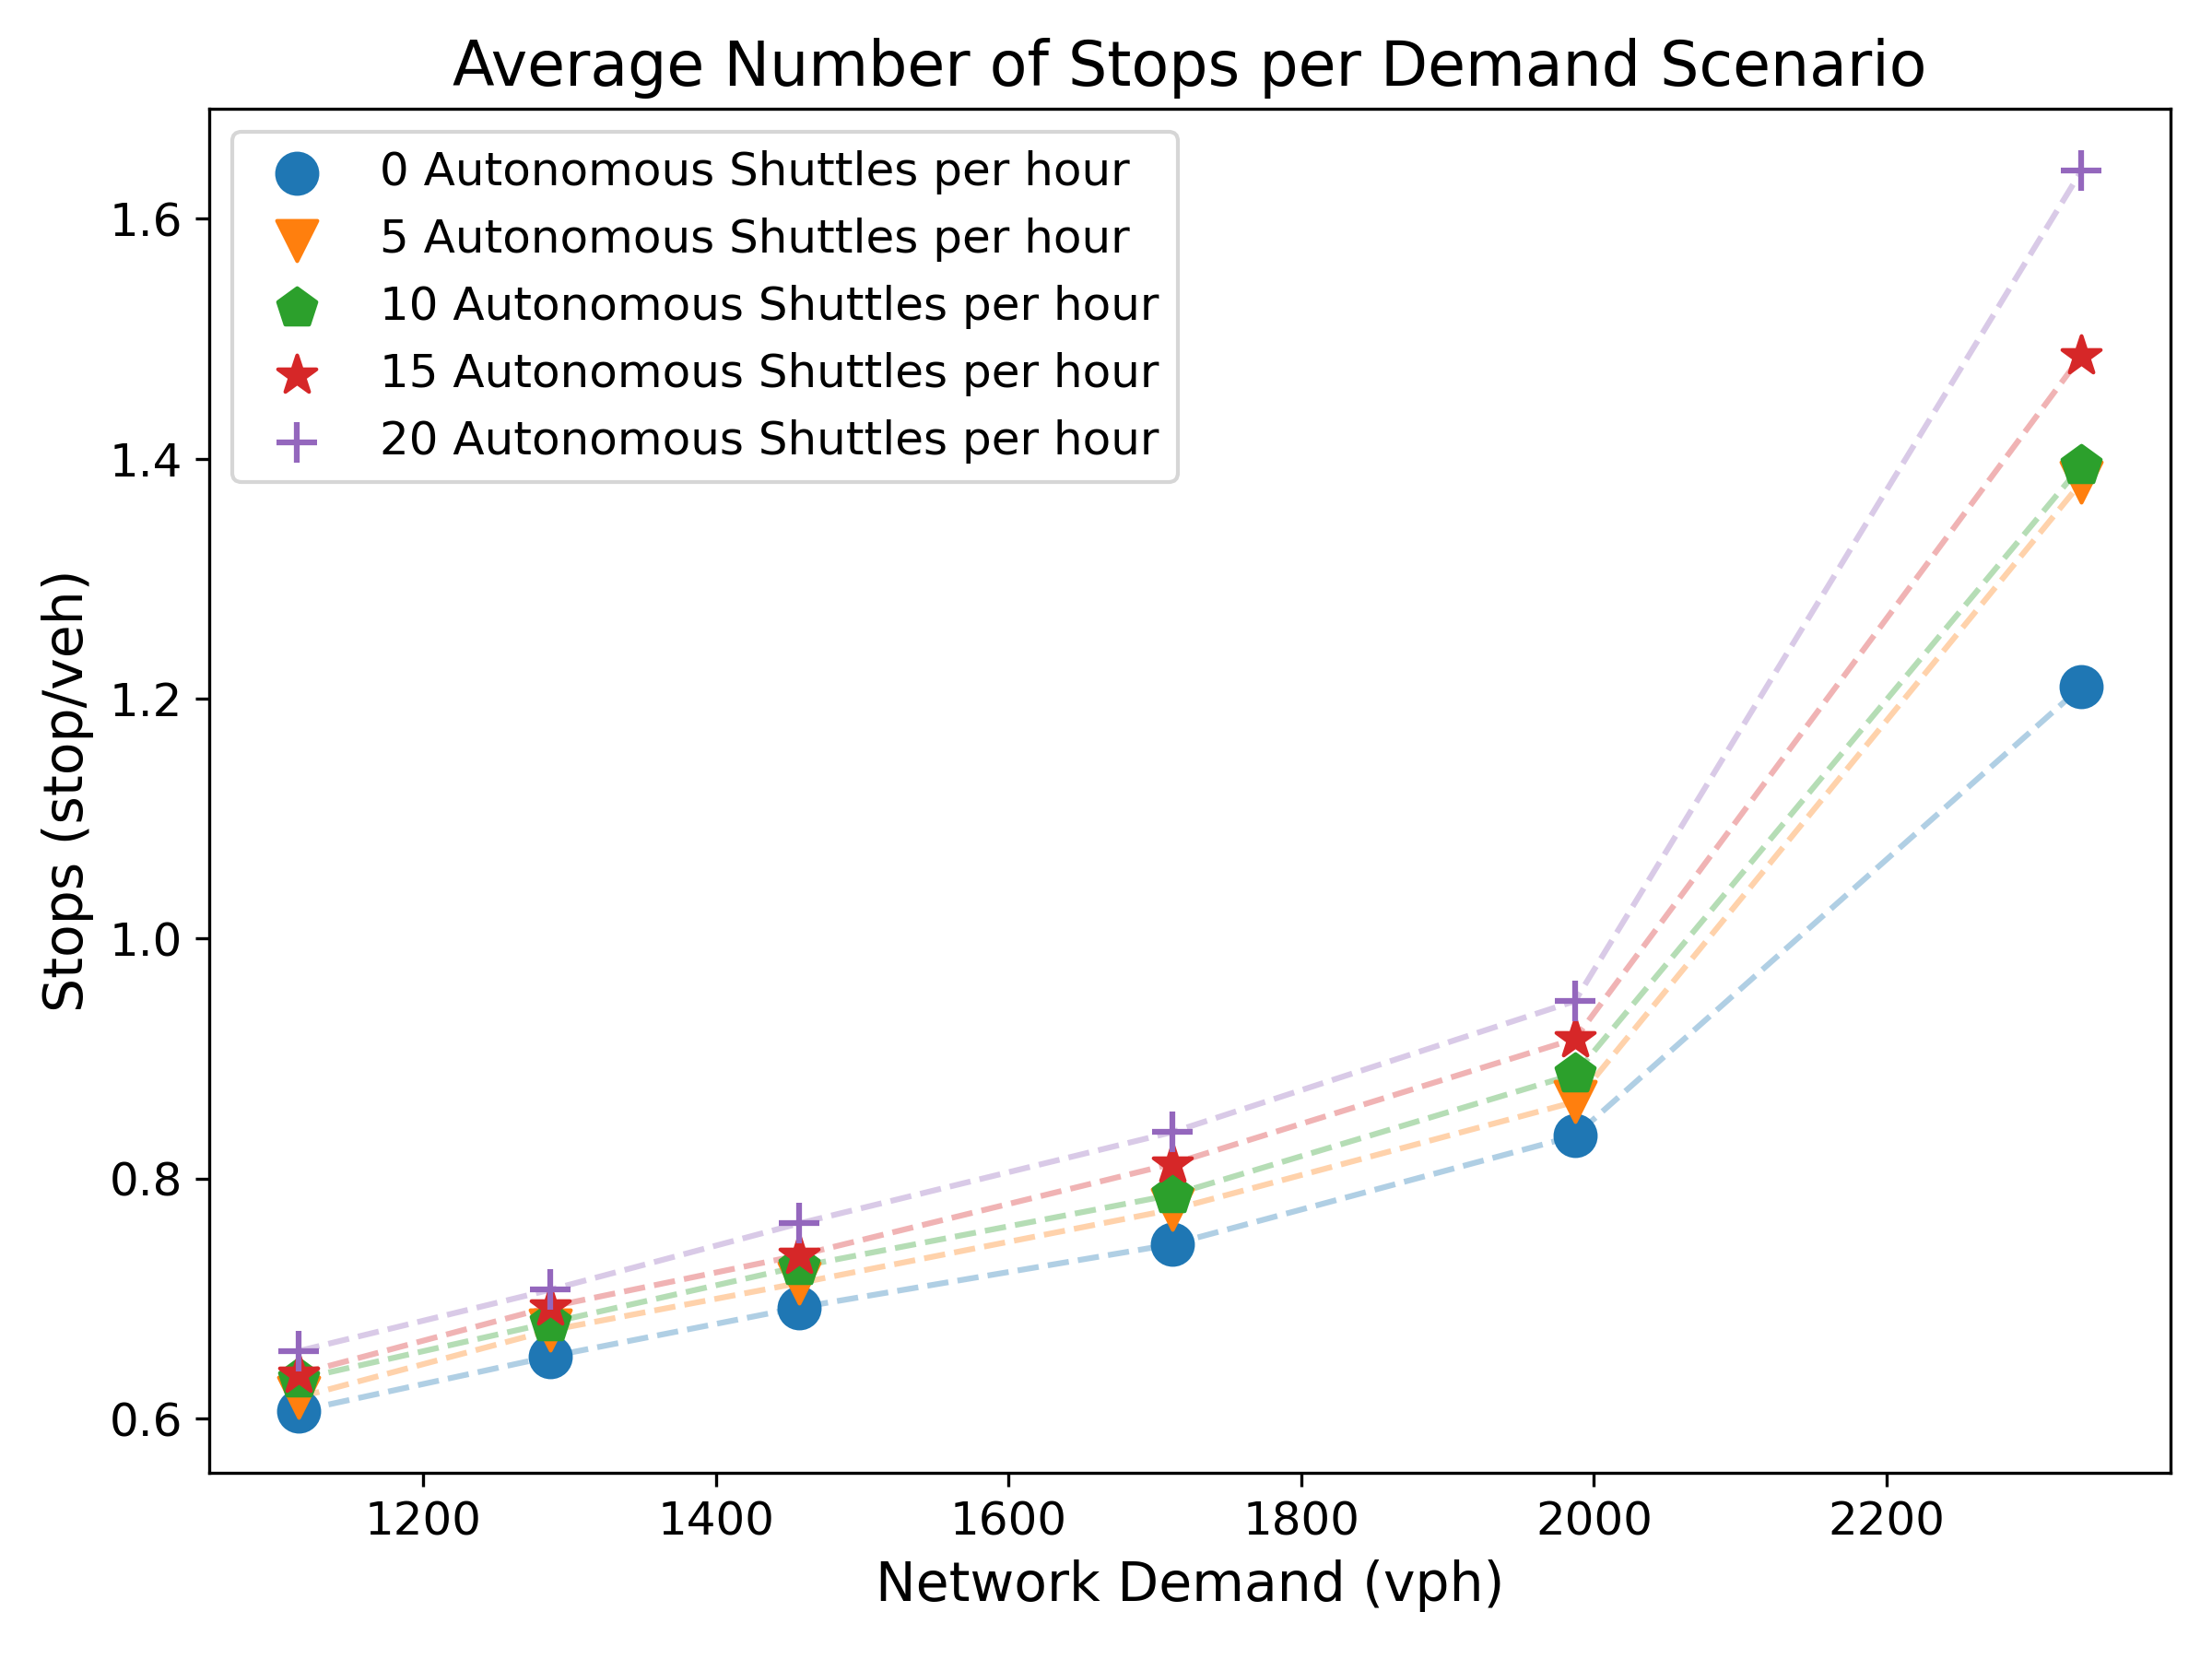 Average Number of Stops per Demand Scenario
0 Autonomous Shuttles per hour
5 Autonomous Shuttles per hour
10 Autonomous Shuttles per hour
15 Autonomous Shuttles per hour
20 Autonomous Shuttles per hour
Stops (stop/veh)
1.6
1.4
1.2
1.0
0.8
0.6
1200 1400 1600 1800 2000 2200
Network Demand (vph)